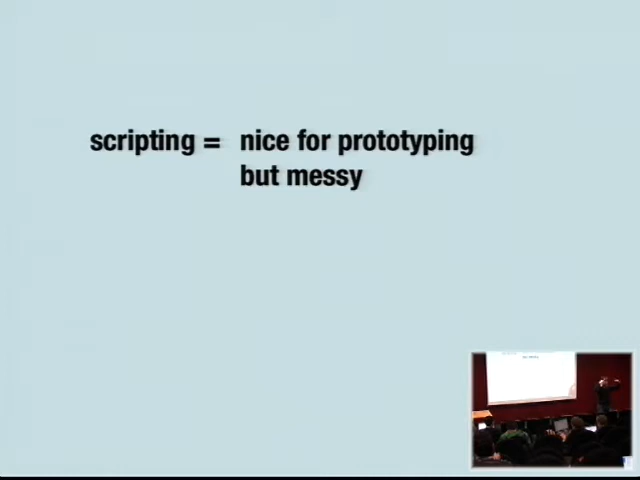 scripting = nice for prototyping
but messy